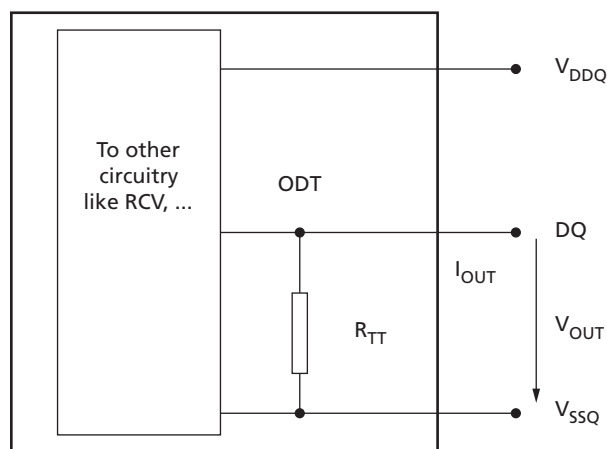 V_DDQ
To other
circuitry
like RCV, ...
ODT
DQ
I_OUT
R_TT
V_OUT
V_SSQ